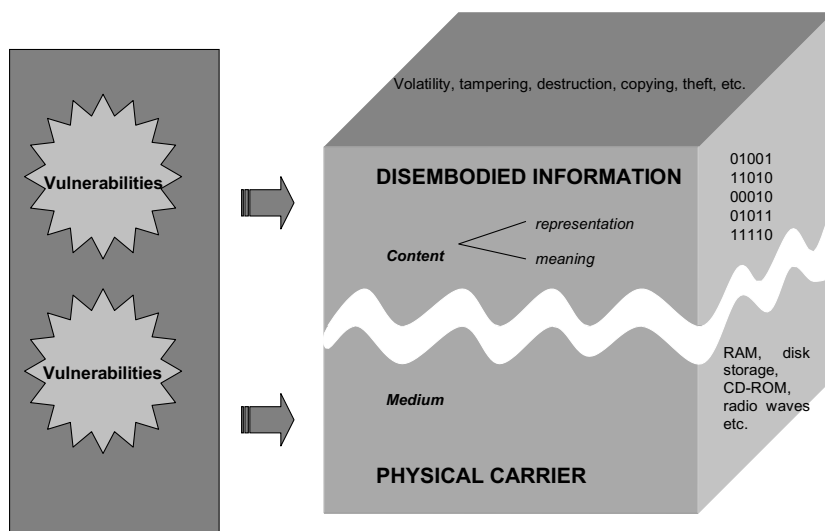 Volatility, tampering, destruction, copying, theft, etc.
Vulnerabilities
DISEMBODIED INFORMATION
01001
11010
00010
01011
11110
representation
Content
meaning
Vulnerabilities
RAM, disk
storage,
CD-ROM,
radio waves
etc.
Medium
PHYSICAL CARRIER